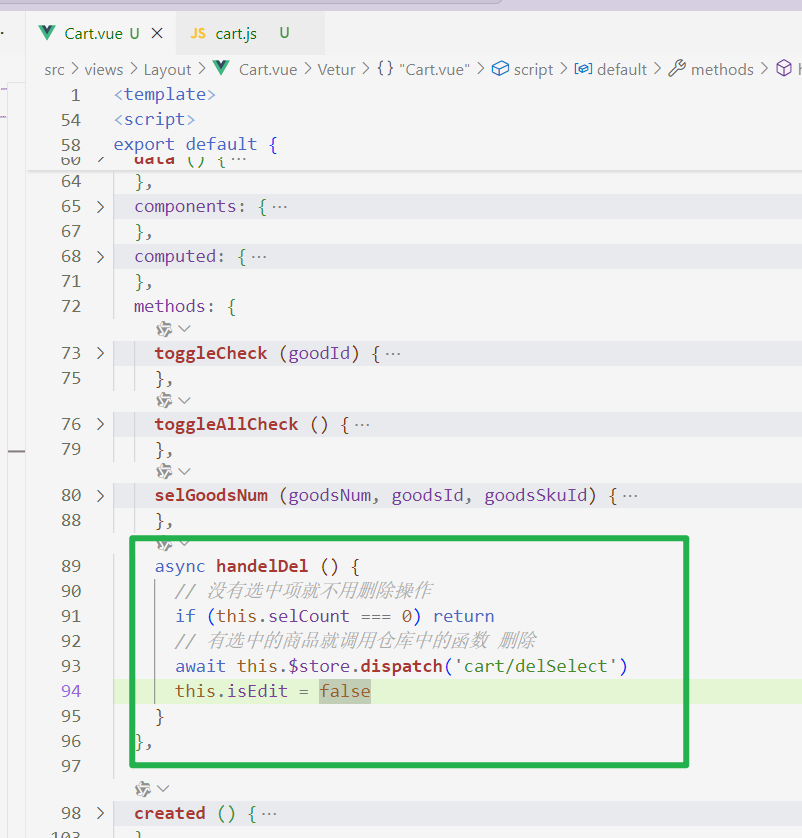 Cart.vue U
JS cart.js U
src > views > Layout > Cart.vue > Vetur > {} "Cart.vue" > script > default > methods >
1 <template>
54 <script>
58 export default {
60 data () { ···
64 },
65 components: { ···
67 },
68 computed: { ···
71 },
72 methods: {
73 toggleCheck (goodId) { ···
75 },
76 toggleAllCheck () { ···
79 },
80 selGoodsNum (goodsNum, goodsId, goodsSkuId) { ···
88 },
89 async handelDel () {
90 // 没有选中项就不用删除操作
91 if (this.selCount === 0) return
92 // 有选中的商品就调用仓库中的函数 删除
93 await this.$store.dispatch('cart/delSelect')
94 this.isEdit = false
95 }
96 },
97
98 created () { ···
103 }